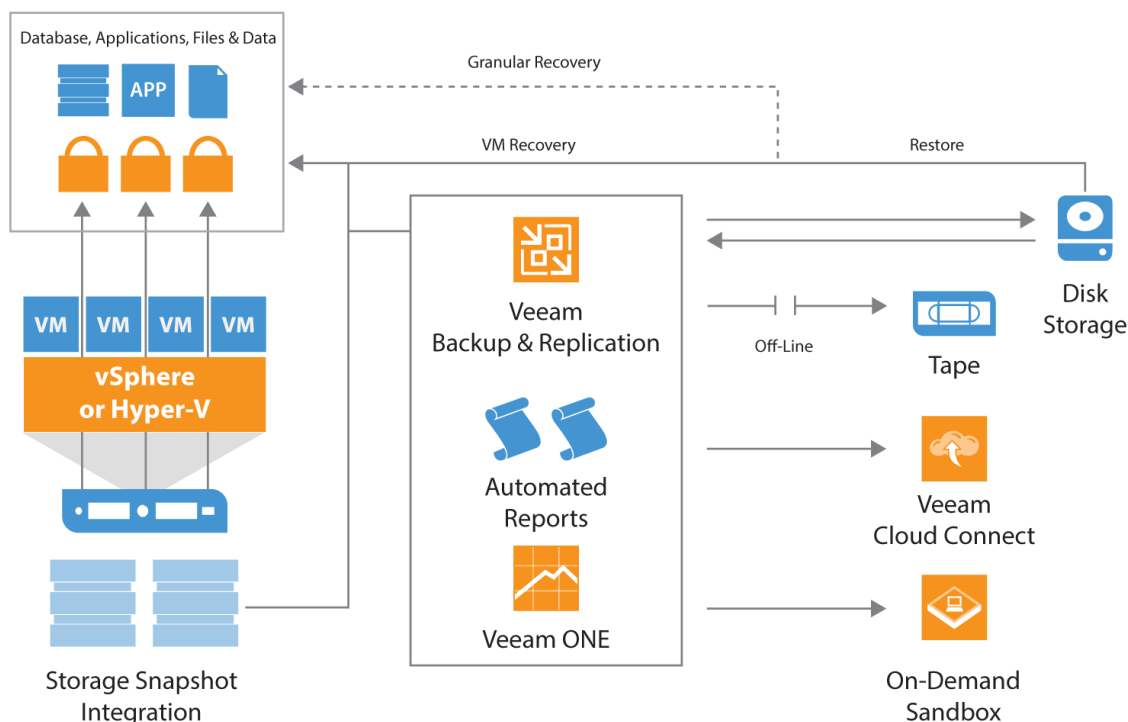 Database, Applications, Files & Data
APP
Granular Recovery
VM Recovery
Restore
VM
VM
VM
VM
vSphere
or Hyper-V
Storage Snapshot
Integration
Veeam
Backup & Replication
Automated
Reports
Veeam ONE
Off-Line
Disk
Storage
Tape
Veeam
Cloud Connect
On-Demand
Sandbox